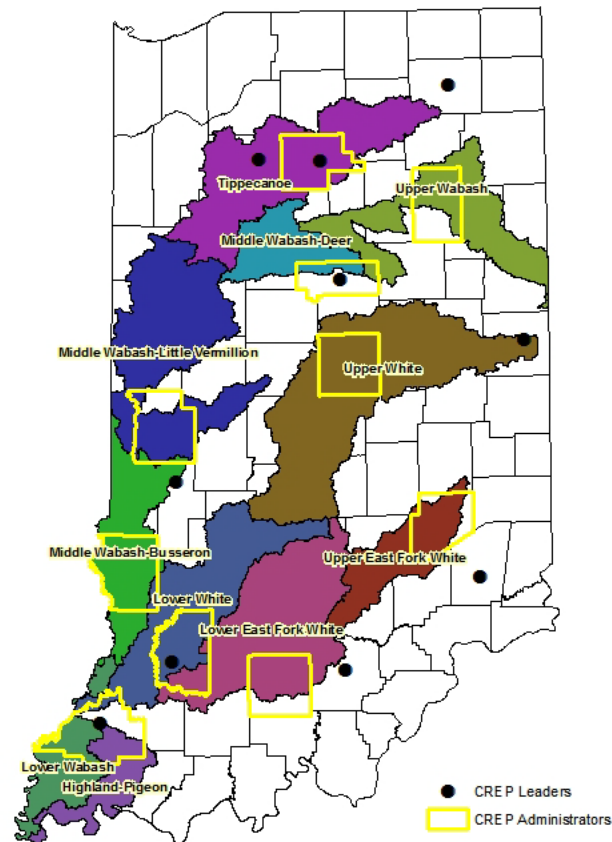 Tippecanoe
Upper Wabash
Middle Wabash-Deer
Middle Wabash-Little Vermillion
Upper White
Middle Wabash-Busseron
Upper East Fork White
Lower White
Lower East Fork White
Lower Wabash
Highland-Pigeon
CREP Leaders
CREP Administrators